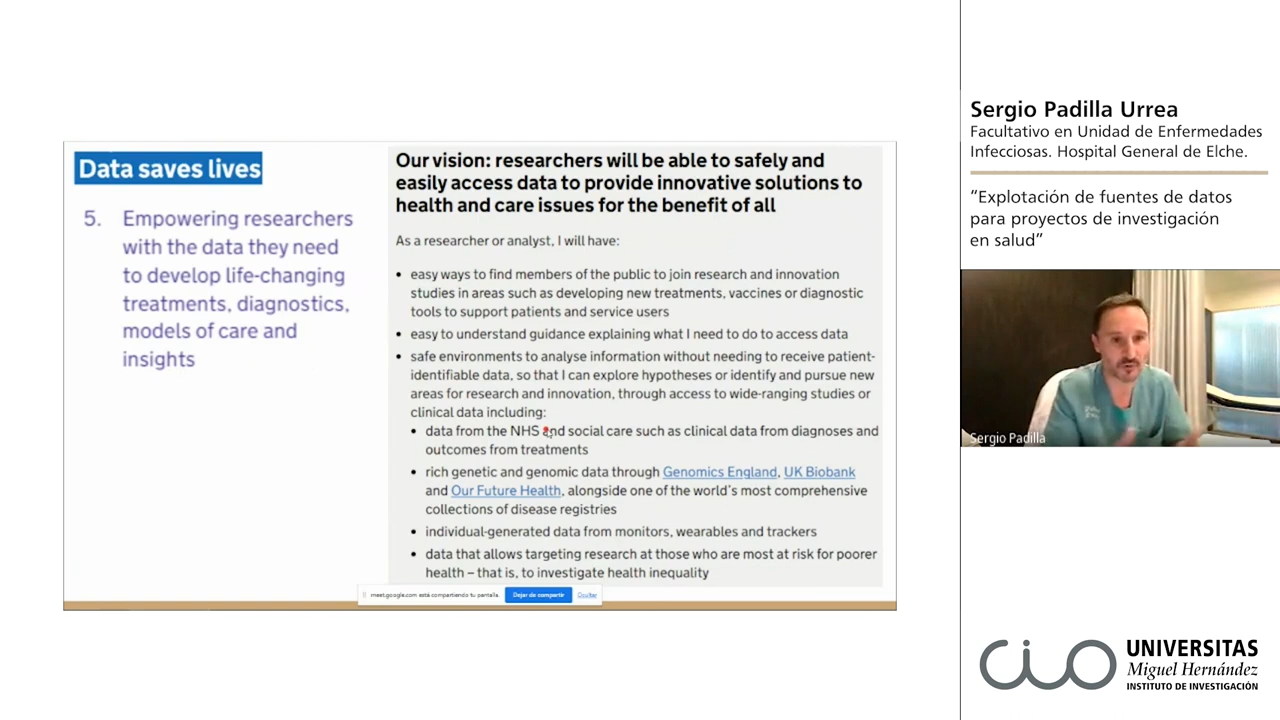 Data saves lives
5. Empowering researchers
with the data they need
to develop life-changing
treatments, diagnostics,
models of care and
insights
Our vision: researchers will be able to safely and
easily access data to provide innovative solutions to
health and care issues for the benefit of all
As a researcher or analyst, I will have:
• easy ways to find members of the public to join research and innovation
studies in areas such as developing new treatments, vaccines or diagnostic
tools to support patients and service users
• easy to understand guidance explaining what I need to do to access data
• safe environments to analyse information without needing to receive patient-
identifiable data, so that I can explore hypotheses or identify and pursue new
areas for research and innovation, through access to wide-ranging studies or
clinical data including:
• data from the NHS and social care such as clinical data from diagnoses and
outcomes from treatments
• rich genetic and genomic data through Genomics England, UK Biobank
and Our Future Health, alongside one of the world's most comprehensive
collections of disease registries
• individual-generated data from monitors, wearables and trackers
• data that allows targeting research at those who are most at risk for poorer
health – that is, to investigate health inequality
meet.google.com está compartiendo tu pantalla. Dejar de compartir Ocultar
Sergio Padilla Urrea
Facultativo en Unidad de Enfermedades
Infecciosas. Hospital General de Elche.
“Explotación de fuentes de datos
para proyectos de investigación
en salud”
Sergio Padilla
cio UNIVERSITAS
Miguel Hernández
INSTITUTO DE INVESTIGACIÓN